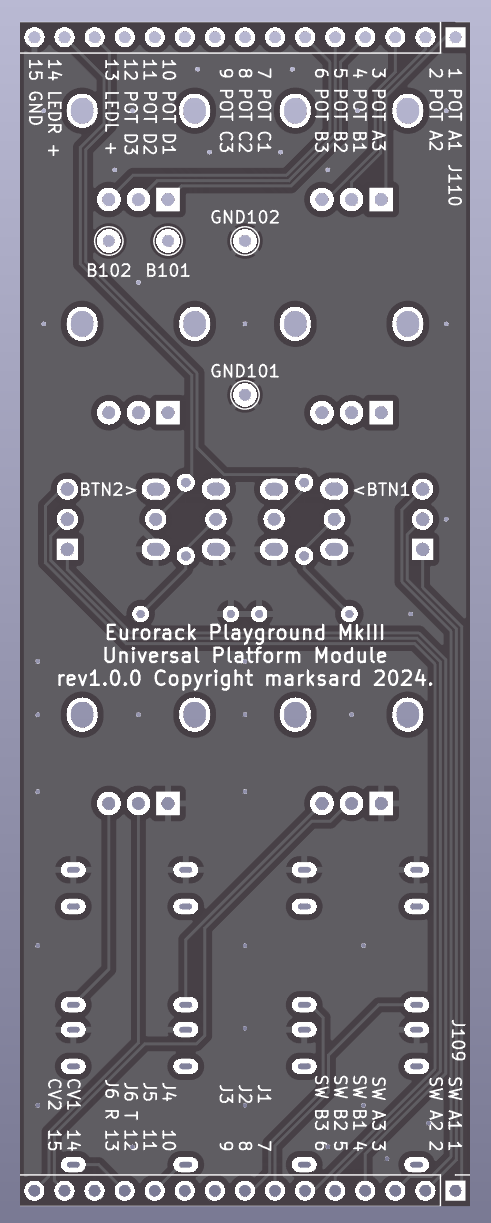 1 POT A1
2 POT A2
3 POT A3
4 POT B1
5 POT B2
6 POT B3
7 POT C1
8 POT C2
9 POT C3
10 POT D1
11 POT D2
12 POT D3
13 LEDL +
14 LEDR +
15 GND
J110
GND102
B102 B101
GND101
BTN2> <BTN1
Eurorack Playground MkIII
Universal Platform Module
rev1.0.0 Copyright marksard 2024.
J109
SW A1 1
SW A2 2
SW A3 3
SW B1 4
SW B2 5
SW B3 6
J1 7
J2 8
J3 9
J4 10
J5 11
J6 T 12
J6 R 13
CV1 14
CV2 15